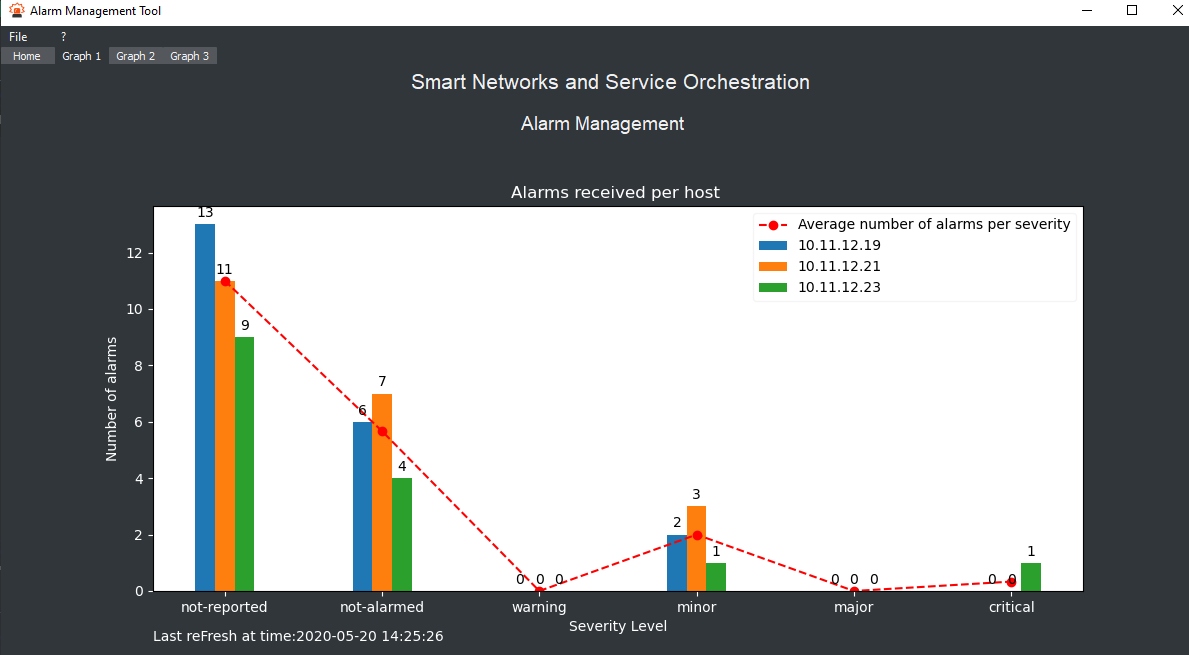 Alarm Management Tool
File ?
Home Graph 1 Graph 2 Graph 3
Smart Networks and Service Orchestration
Alarm Management
Alarms received per host
Average number of alarms per severity
10.11.12.19
10.11.12.21
10.11.12.23
Number of alarms
12
10
8
6
4
2
0
13
11
9
6
7
4
0 0 0
2
3
1
0 0 0
0 0
1
not-reported not-alarmed warning minor major critical
Severity Level
Last reFresh at time:2020-05-20 14:25:26